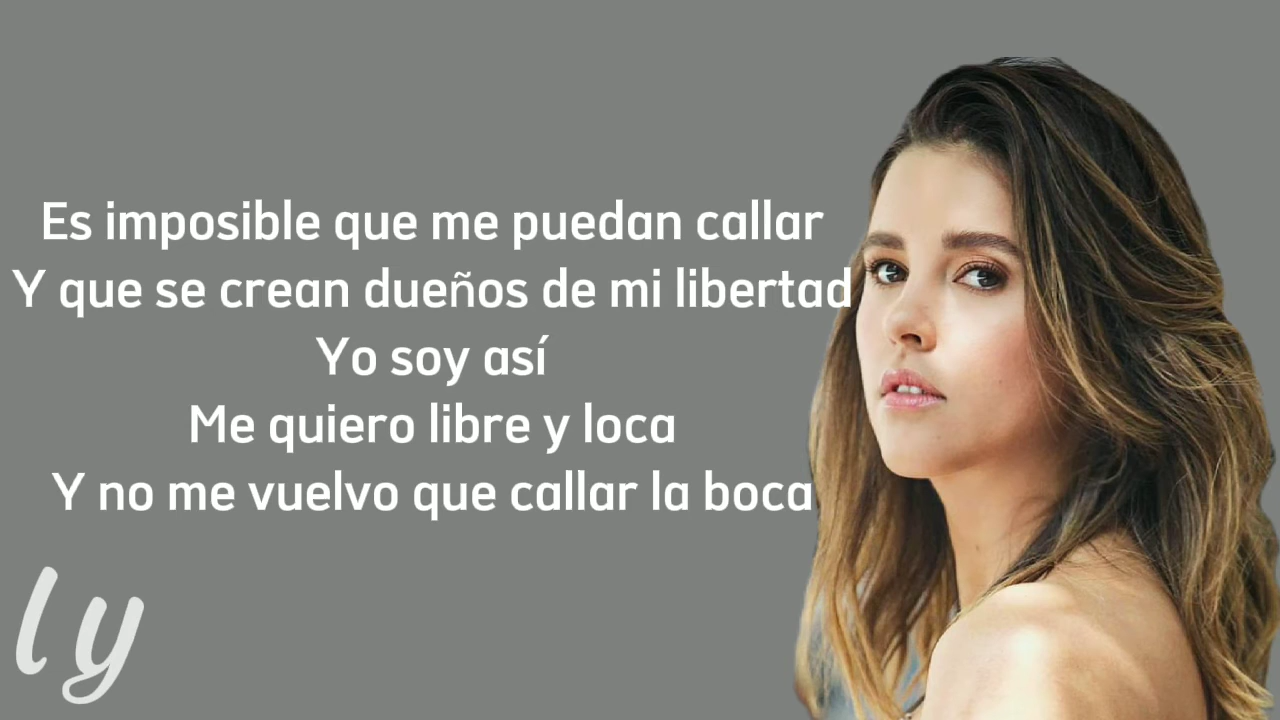 Es imposible que me puedan callar
Y que se crean dueños de mi libertad
Yo soy así
Me quiero libre y loca
Y no me vuelvo que callar la boca
ly